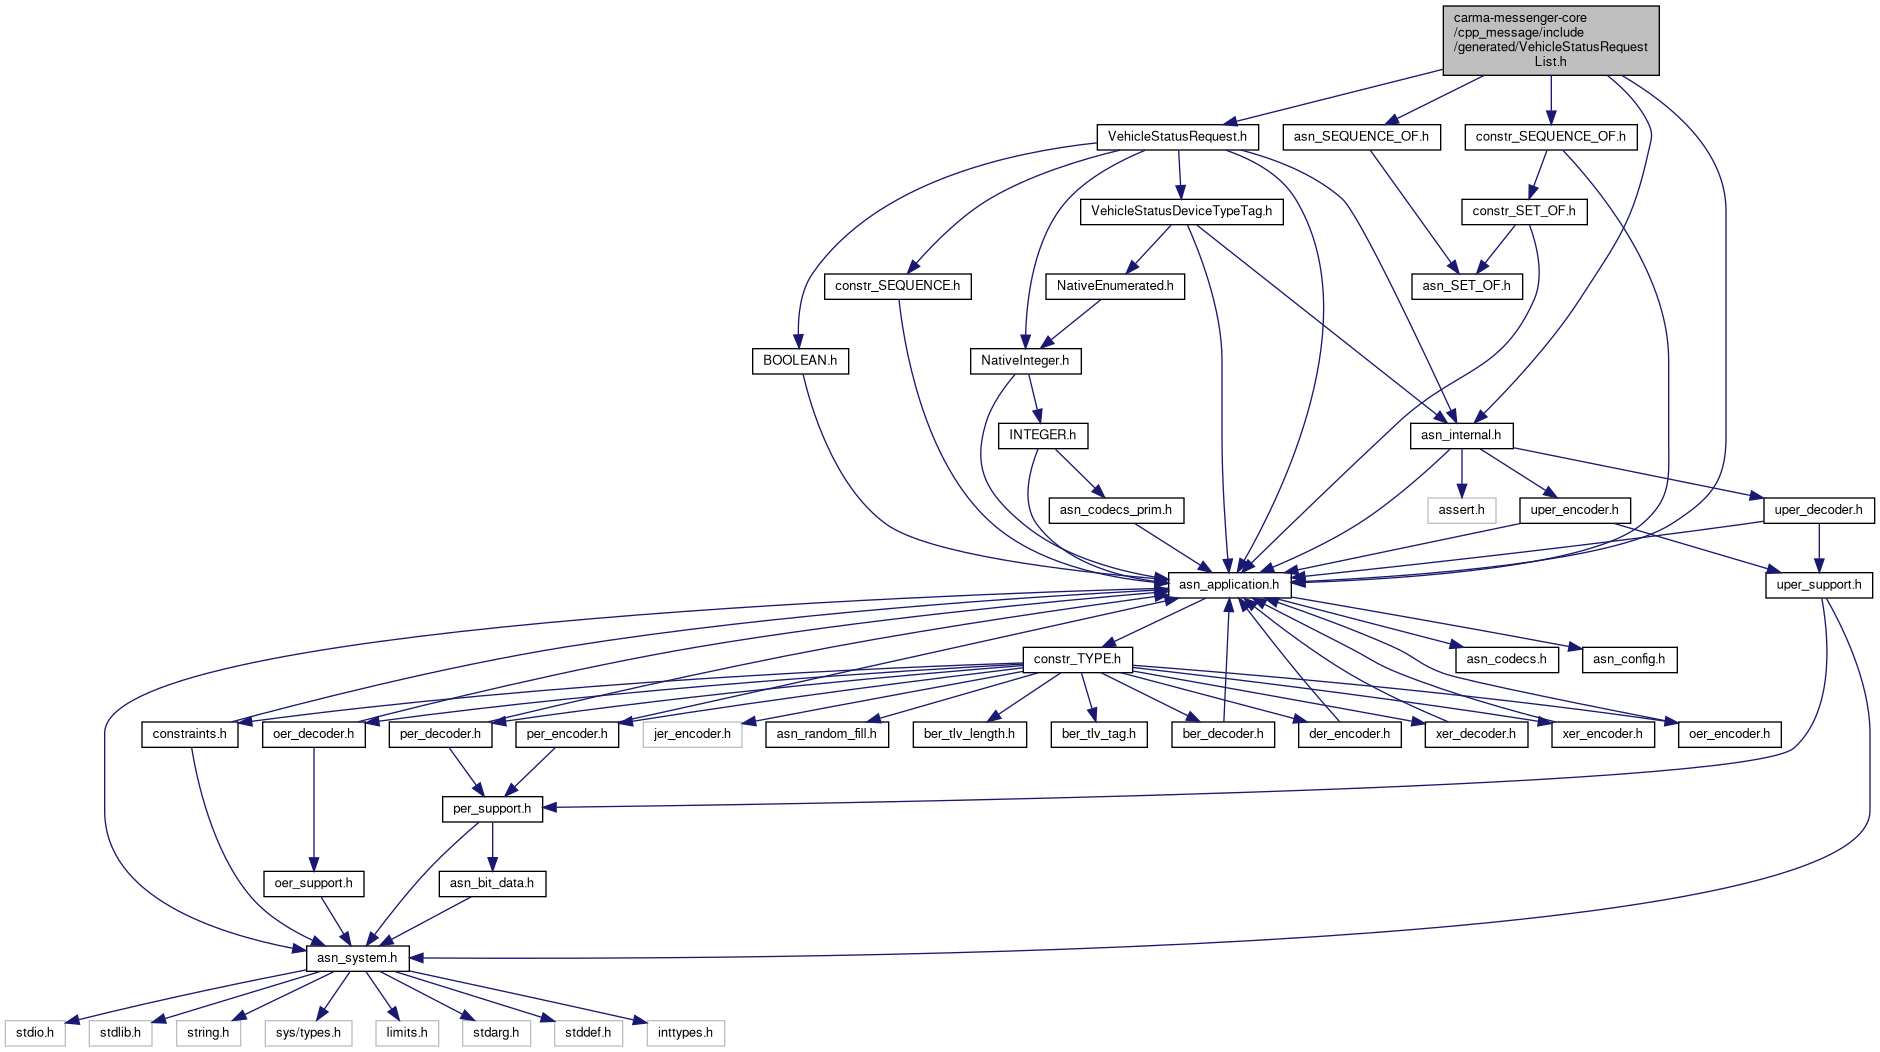 carma-messenger-core
/cpp_message/include
/generated/VehicleStatusRequest
List.h
VehicleStatusRequest.h
asn_SEQUENCE_OF.h
constr_SEQUENCE_OF.h
VehicleStatusDeviceTypeTag.h
constr_SET_OF.h
constr_SEQUENCE.h
NativeEnumerated.h
asn_SET_OF.h
BOOLEAN.h
NativeInteger.h
INTEGER.h
asn_internal.h
asn_codecs_prim.h
assert.h
uper_encoder.h
uper_decoder.h
asn_application.h
uper_support.h
constr_TYPE.h
asn_codecs.h
asn_config.h
constraints.h
oer_decoder.h
per_decoder.h
per_encoder.h
jer_encoder.h
asn_random_fill.h
ber_tlv_length.h
ber_tlv_tag.h
ber_decoder.h
der_encoder.h
xer_decoder.h
xer_encoder.h
oer_encoder.h
per_support.h
oer_support.h
asn_bit_data.h
asn_system.h
stdio.h
stdlib.h
string.h
sys/types.h
limits.h
stdarg.h
stddef.h
inttypes.h